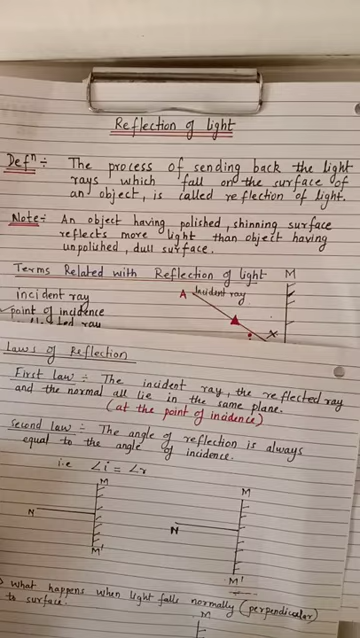 Reflection of light
Defⁿ :- The process of sending back the light
rays which fall on the surface of
an object, is called reflection of light.
Note:- An object having polished, shinning surface
reflects more light than object having
unpolished, dull surface.
Terms Related with Reflection of light M
incident ray A Incident ray
point of incidence
ray
Laws of Reflection
First Law :- The incident ray, the reflected ray
and the normal all lie in the same plane.
(at the point of incidence)
Second Law :- The angle of reflection is always
equal to the angle of incidence.
i.e ∠i = ∠r
M M
N N
M' M'
what happens when light falls normally (perpendicular)
to surface.
M